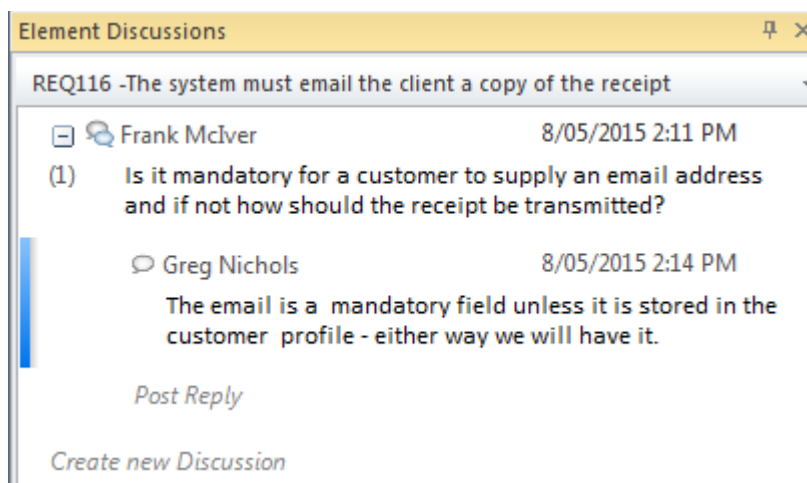 Element Discussions
REQ116 -The system must email the client a copy of the receipt
Frank McIver 8/05/2015 2:11 PM
(1) Is it mandatory for a customer to supply an email address
and if not how should the receipt be transmitted?
Greg Nichols 8/05/2015 2:14 PM
The email is a mandatory field unless it is stored in the
customer profile - either way we will have it.
Post Reply
Create new Discussion